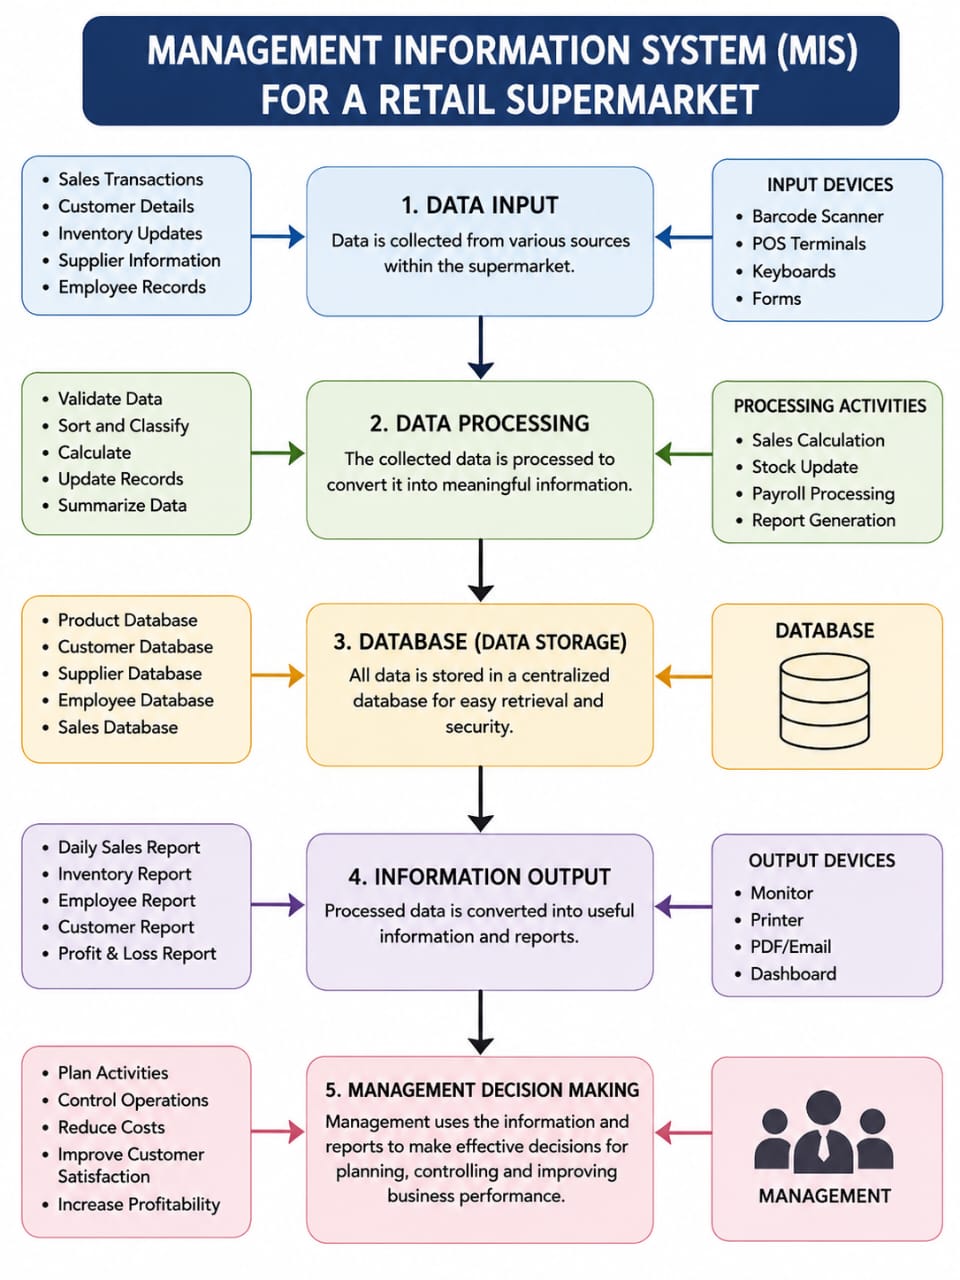 MANAGEMENT INFORMATION SYSTEM (MIS)
FOR A RETAIL SUPERMARKET
• Sales Transactions
• Customer Details
• Inventory Updates
• Supplier Information
• Employee Records
1. DATA INPUT
Data is collected from various sources
within the supermarket.
INPUT DEVICES
• Barcode Scanner
• POS Terminals
• Keyboards
• Forms
• Validate Data
• Sort and Classify
• Calculate
• Update Records
• Summarize Data
2. DATA PROCESSING
The collected data is processed to
convert it into meaningful information.
PROCESSING ACTIVITIES
• Sales Calculation
• Stock Update
• Payroll Processing
• Report Generation
• Product Database
• Customer Database
• Supplier Database
• Employee Database
• Sales Database
3. DATABASE (DATA STORAGE)
All data is stored in a centralized
database for easy retrieval and
security.
DATABASE
• Daily Sales Report
• Inventory Report
• Employee Report
• Customer Report
• Profit & Loss Report
4. INFORMATION OUTPUT
Processed data is converted into useful
information and reports.
OUTPUT DEVICES
• Monitor
• Printer
• PDF/Email
• Dashboard
• Plan Activities
• Control Operations
• Reduce Costs
• Improve Customer
Satisfaction
• Increase Profitability
5. MANAGEMENT DECISION MAKING
Management uses the information and
reports to make effective decisions for
planning, controlling and improving
business performance.
MANAGEMENT